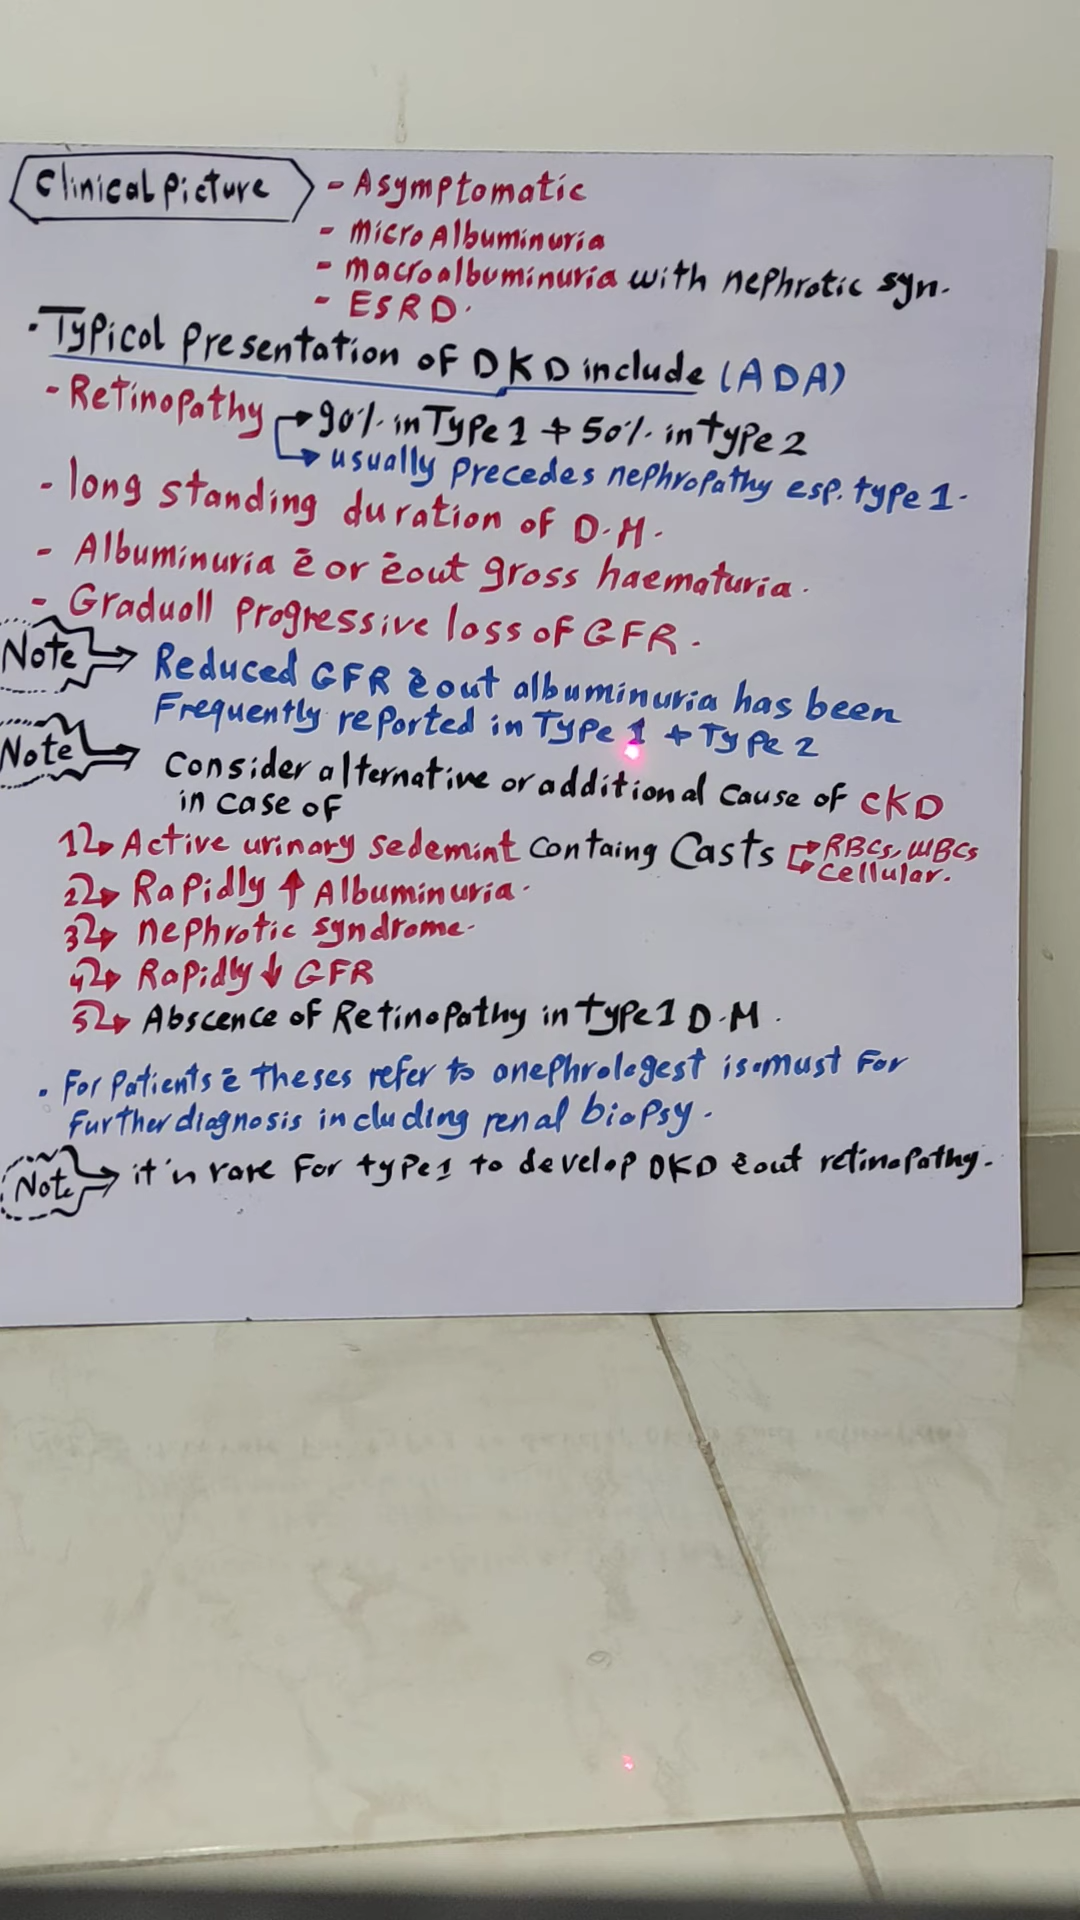 Clinical Picture
- Asymptomatic
- micro Albuminuria
- macroalbuminuria with nephrotic syn.
- ESRD.
• Typical Presentation of DKD include (ADA)
- Retinopathy → 90% in Type 1 + 50% in type 2
→ usually precedes nephropathy esp. type 1.
- long standing duration of D.M.
- Albuminuria c̄ or c̄out gross haematuria.
- Graduall progressive loss of GFR.
Note ⇒ Reduced GFR c̄out albuminuria has been
Frequently reported in Type 1 + Type 2
Note ⇒ Consider alternative or additional cause of CKD
in case of
1↳ Active urinary sedemint containg Casts → RBCs, WBCs
→ Cellular.
2↳ Rapidly ↑ Albuminuria.
3↳ nephrotic syndrome.
4↳ Rapidly ↓ GFR
5↳ Abscence of Retinopathy in type 1 D.M.
• For Patients c̄ theses refer to a nephrologest is a must For
Further diagnosis including renal biopsy.
Note ⇒ it is rare For type 1 to develop DKD c̄out retinopathy.